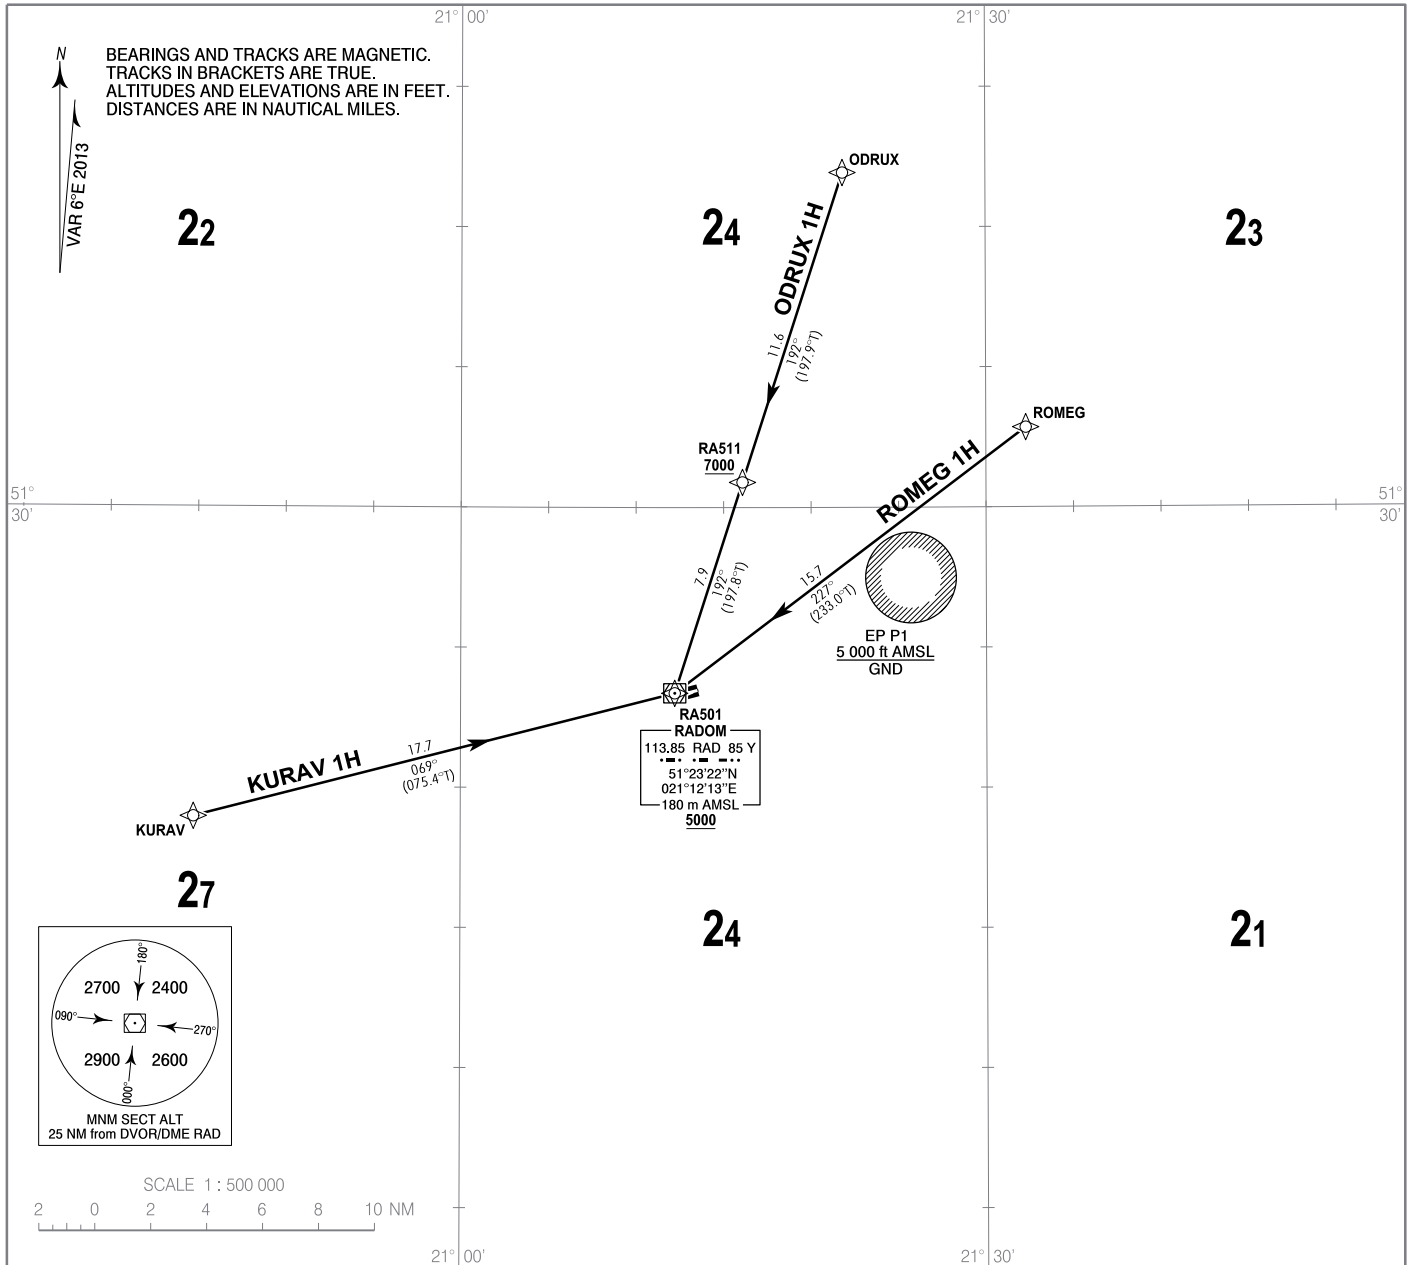 21° 00'
21° 30'
N
BEARINGS AND TRACKS ARE MAGNETIC.
TRACKS IN BRACKETS ARE TRUE.
ALTITUDES AND ELEVATIONS ARE IN FEET.
DISTANCES ARE IN NAUTICAL MILES.
VAR 6°E 2013
22
24
23
ODRUX
ODRUX 1H
11.6
192°
(197.9°T)
ROMEG
ROMEG 1H
RA511
7000
51°
30'
51°
30'
7.9
192°
(197.8°T)
15.7
227°
(233.0°T)
EP P1
5 000 ft AMSL
GND
RA501
RADOM
113.85 RAD 85 Y
51°23'22"N
021°12'13"E
180 m AMSL
5000
KURAV 1H
17.7
069°
(075.4°T)
KURAV
27
24
21
180°
2700
2400
090°
270°
2900
2600
000°
MNM SECT ALT
25 NM from DVOR/DME RAD
SCALE 1 : 500 000
2 0 2 4 6 8 10 NM
21° 00'
21° 30'